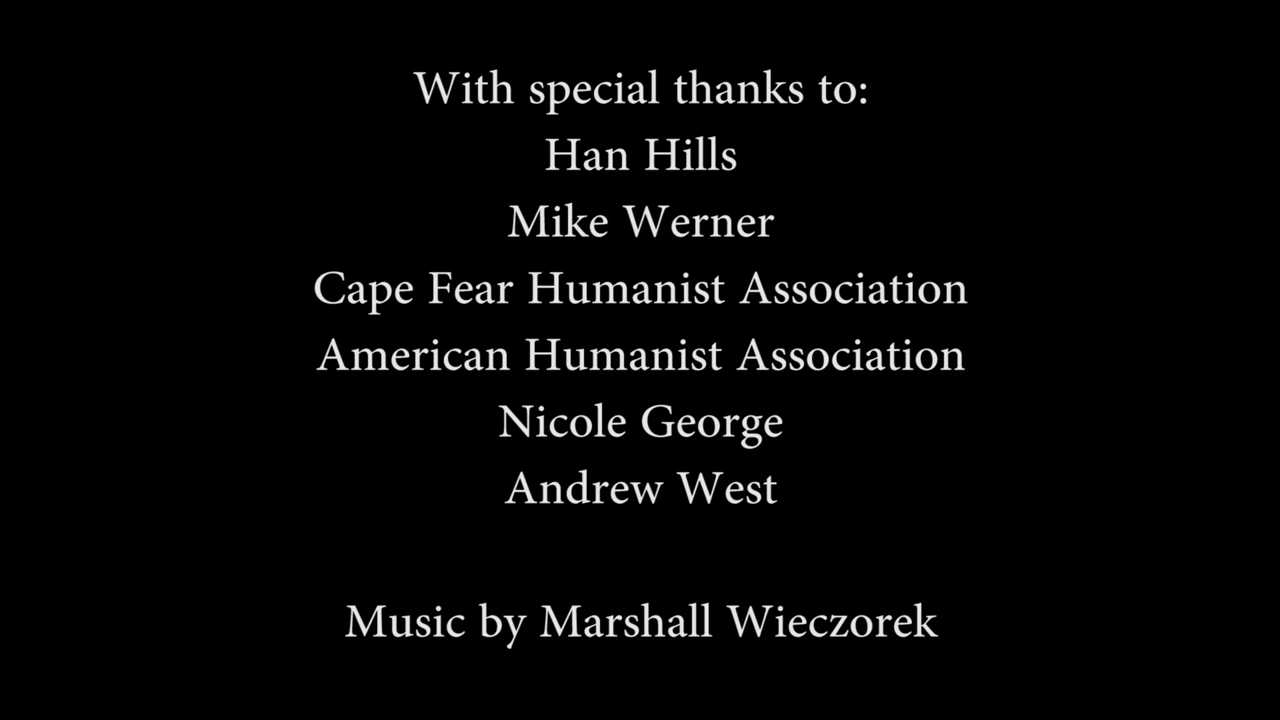 With special thanks to:
Han Hills
Mike Werner
Cape Fear Humanist Association
American Humanist Association
Nicole George
Andrew West
Music by Marshall Wieczorek